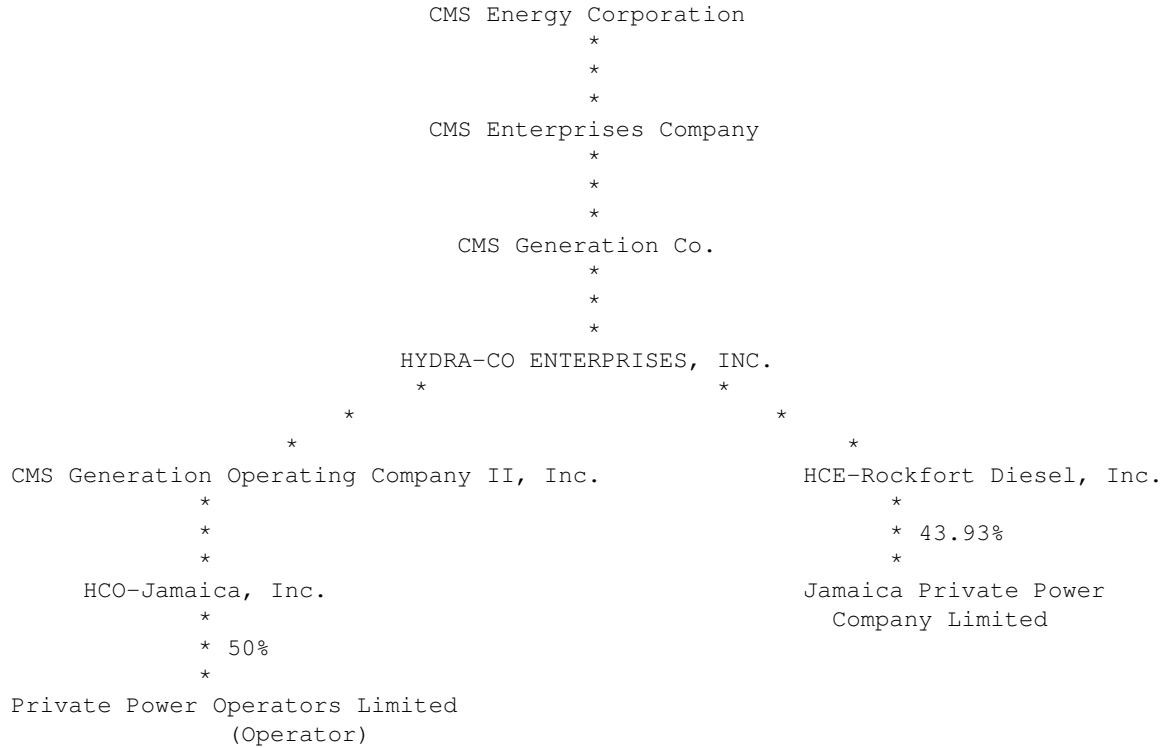 CMS Energy Corporation
*
*
*
CMS Enterprises Company
*
*
*
CMS Generation Co.
*
*
*
HYDRA-CO ENTERPRISES, INC.
* *
* *
* *
CMS Generation Operating Company II, Inc. HCE-Rockfort Diesel, Inc.
* *
* * 43.93%
* *
HCO-Jamaica, Inc. Jamaica Private Power
* Company Limited
* 50%
*
Private Power Operators Limited
(Operator)